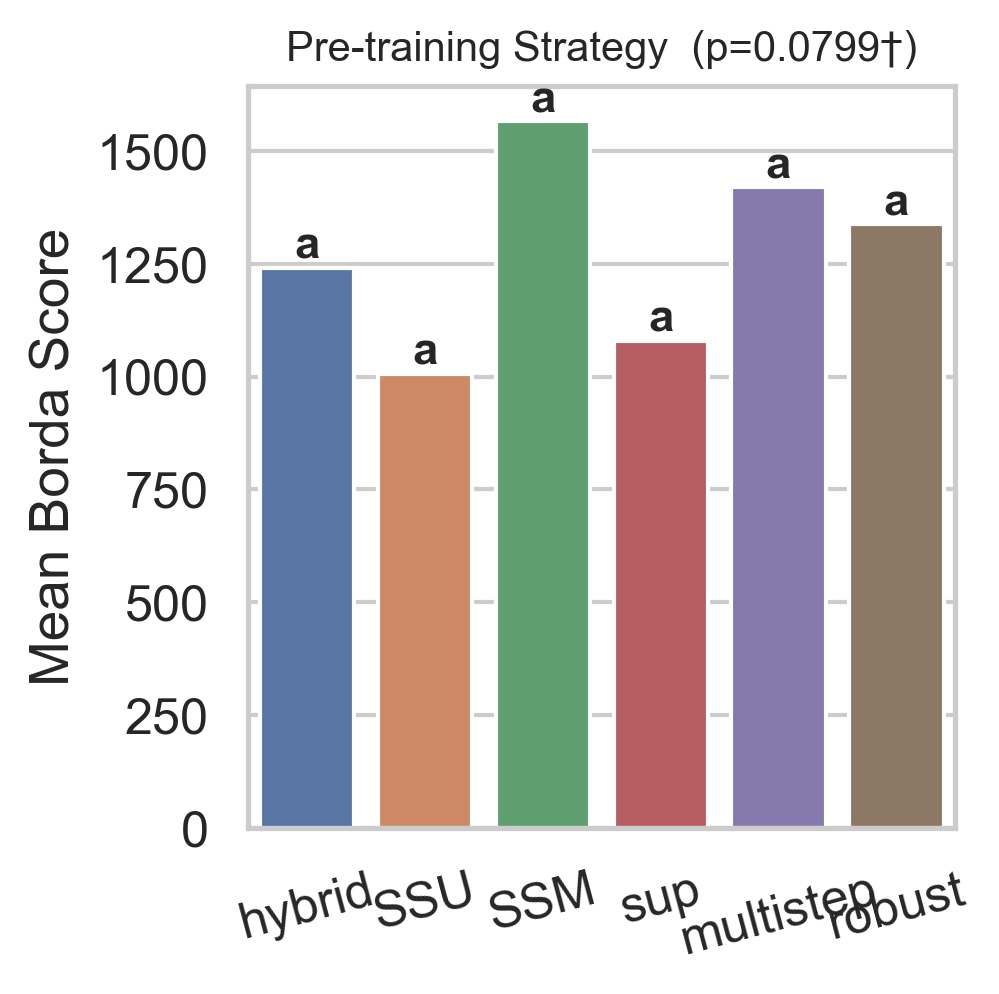 Pre-training Strategy (p=0.0799†)
Mean Borda Score
1500
1250
1000
750
500
250
0
a
a
a
a
a
a
hybrid
SSU
SSM
sup
multistep
robust